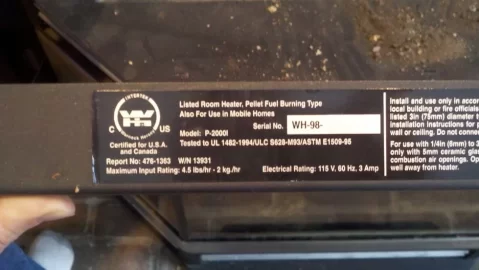 INTERTEK
WH
C US
Certified for U.S.A.
and Canada
Listed Room Heater, Pellet Fuel Burning Type
Also For Use in Mobile Homes
Serial No. WH-98-
Model: P-2000I
Tested to UL 1482-1994/ULC S628-M93/ASTM E1509-95
Report No: 476-1363 W/N 13931
Maximum Input Rating: 4.5 lbs/hr - 2 kg./hr
Electrical Rating: 115 V, 60 Hz, 3 Amp
Install and use only in accor
local building or fire officials
listed 3in (75mm) diameter
installation instructions for
wall or ceiling. Do not connec
For use with 1/4in (6mm) to
only with 5mm ceramic gla
combustion air openings. Op
well away from heater.